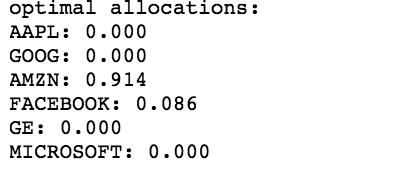 optimal allocations:
AAPL: 0.000
GOOG: 0.000
AMZN: 0.914
FACEBOOK: 0.086
GE: 0.000
MICROSOFT: 0.000